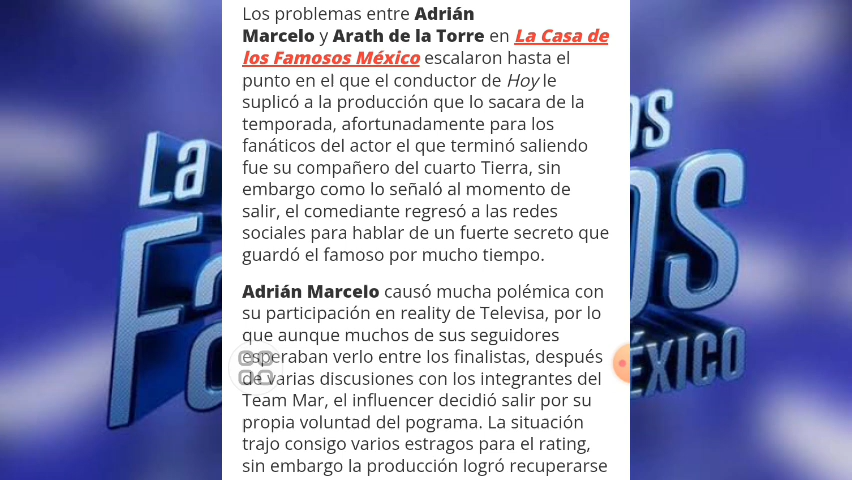 Los problemas entre Adrián
Marcelo y Arath de la Torre en La Casa de
los Famosos México escalaron hasta el
punto en el que el conductor de Hoy le
suplicó a la producción que lo sacara de la
temporada, afortunadamente para los
fanáticos del actor el que terminó saliendo
fue su compañero del cuarto Tierra, sin
embargo como lo señaló al momento de
salir, el comediante regresó a las redes
sociales para hablar de un fuerte secreto que
guardó el famoso por mucho tiempo.
Adrián Marcelo causó mucha polémica con
su participación en reality de Televisa, por lo
que aunque muchos de sus seguidores
esperaban verlo entre los finalistas, después
de varias discusiones con los integrantes del
Team Mar, el influencer decidió salir por su
propia voluntad del pograma. La situación
trajo consigo varios estragos para el rating,
sin embargo la producción logró recuperarse
La
Fa
os
os
ÉXICO